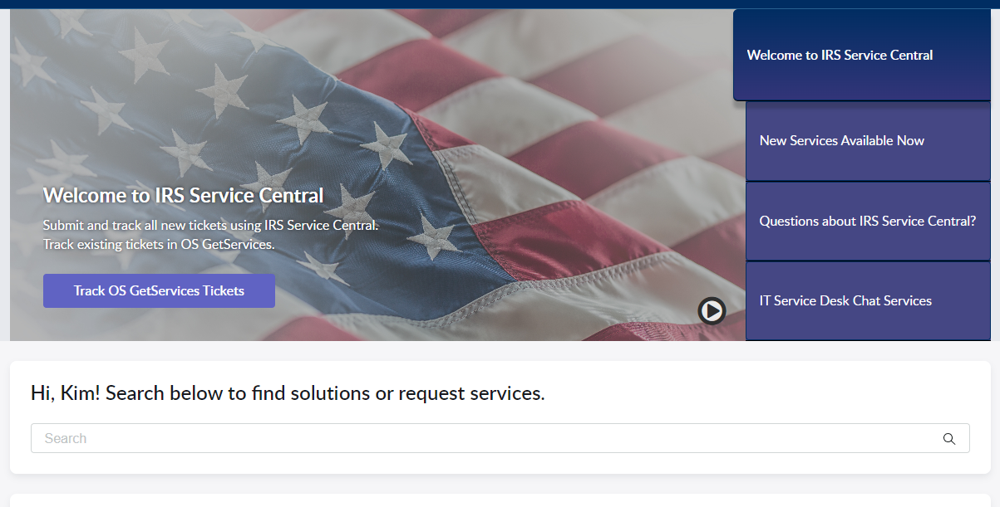 Welcome to IRS Service Central
Submit and track all new tickets using IRS Service Central.
Track existing tickets in OS GetServices.
Track OS GetServices Tickets
Welcome to IRS Service Central
New Services Available Now
Questions about IRS Service Central?
IT Service Desk Chat Services
Hi, Kim! Search below to find solutions or request services.
Search